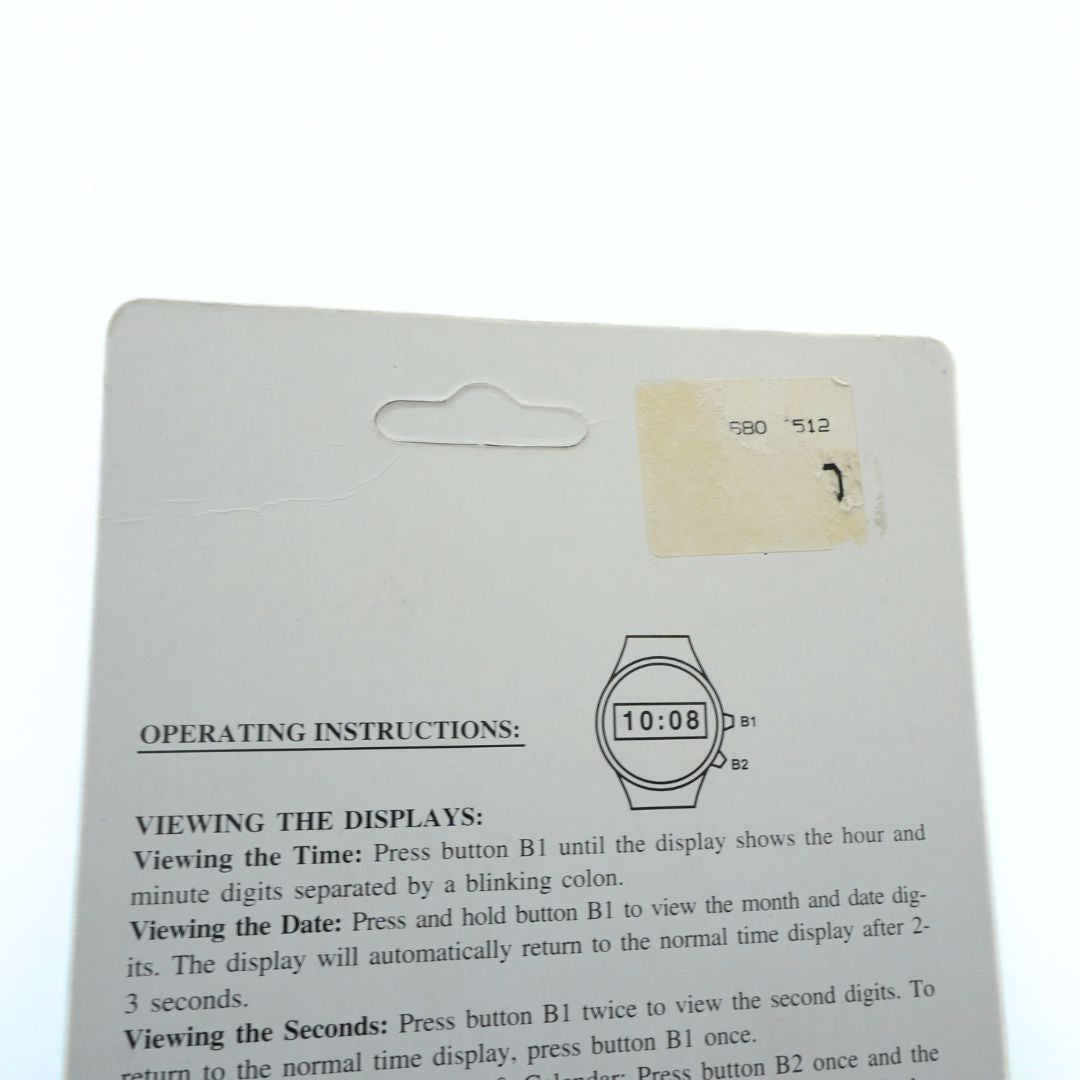 680 512
OPERATING INSTRUCTIONS:
10:08
B1
B2
VIEWING THE DISPLAYS:
Viewing the Time: Press button B1 until the display shows the hour and
minute digits separated by a blinking colon.
Viewing the Date: Press and hold button B1 to view the month and date dig-
its. The display will automatically return to the normal time display after 2-
3 seconds.
Viewing the Seconds: Press button B1 twice to view the second digits. To
return to the normal time display, press button B1 once.
Calendar: Press button B2 once and the